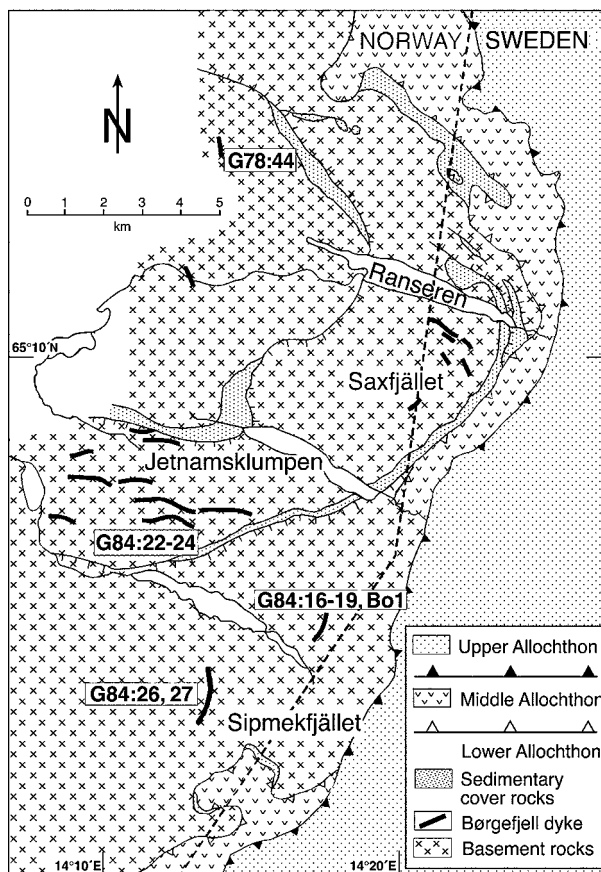 NORWAY SWEDEN
N
G78:44
0 1 2 3 4 5
km
Ranseren
65°10´
Saxfjället
Jetnamsklumpen
G84:22-24
G84:16-19, Bo1
G84:26, 27
Sipmekfjället
Upper Allochthon
Middle Allochthon
Lower Allochthon
Sedimentary
cover rocks
Børgefjell dyke
Basement rocks
14°10´E
14°20´E